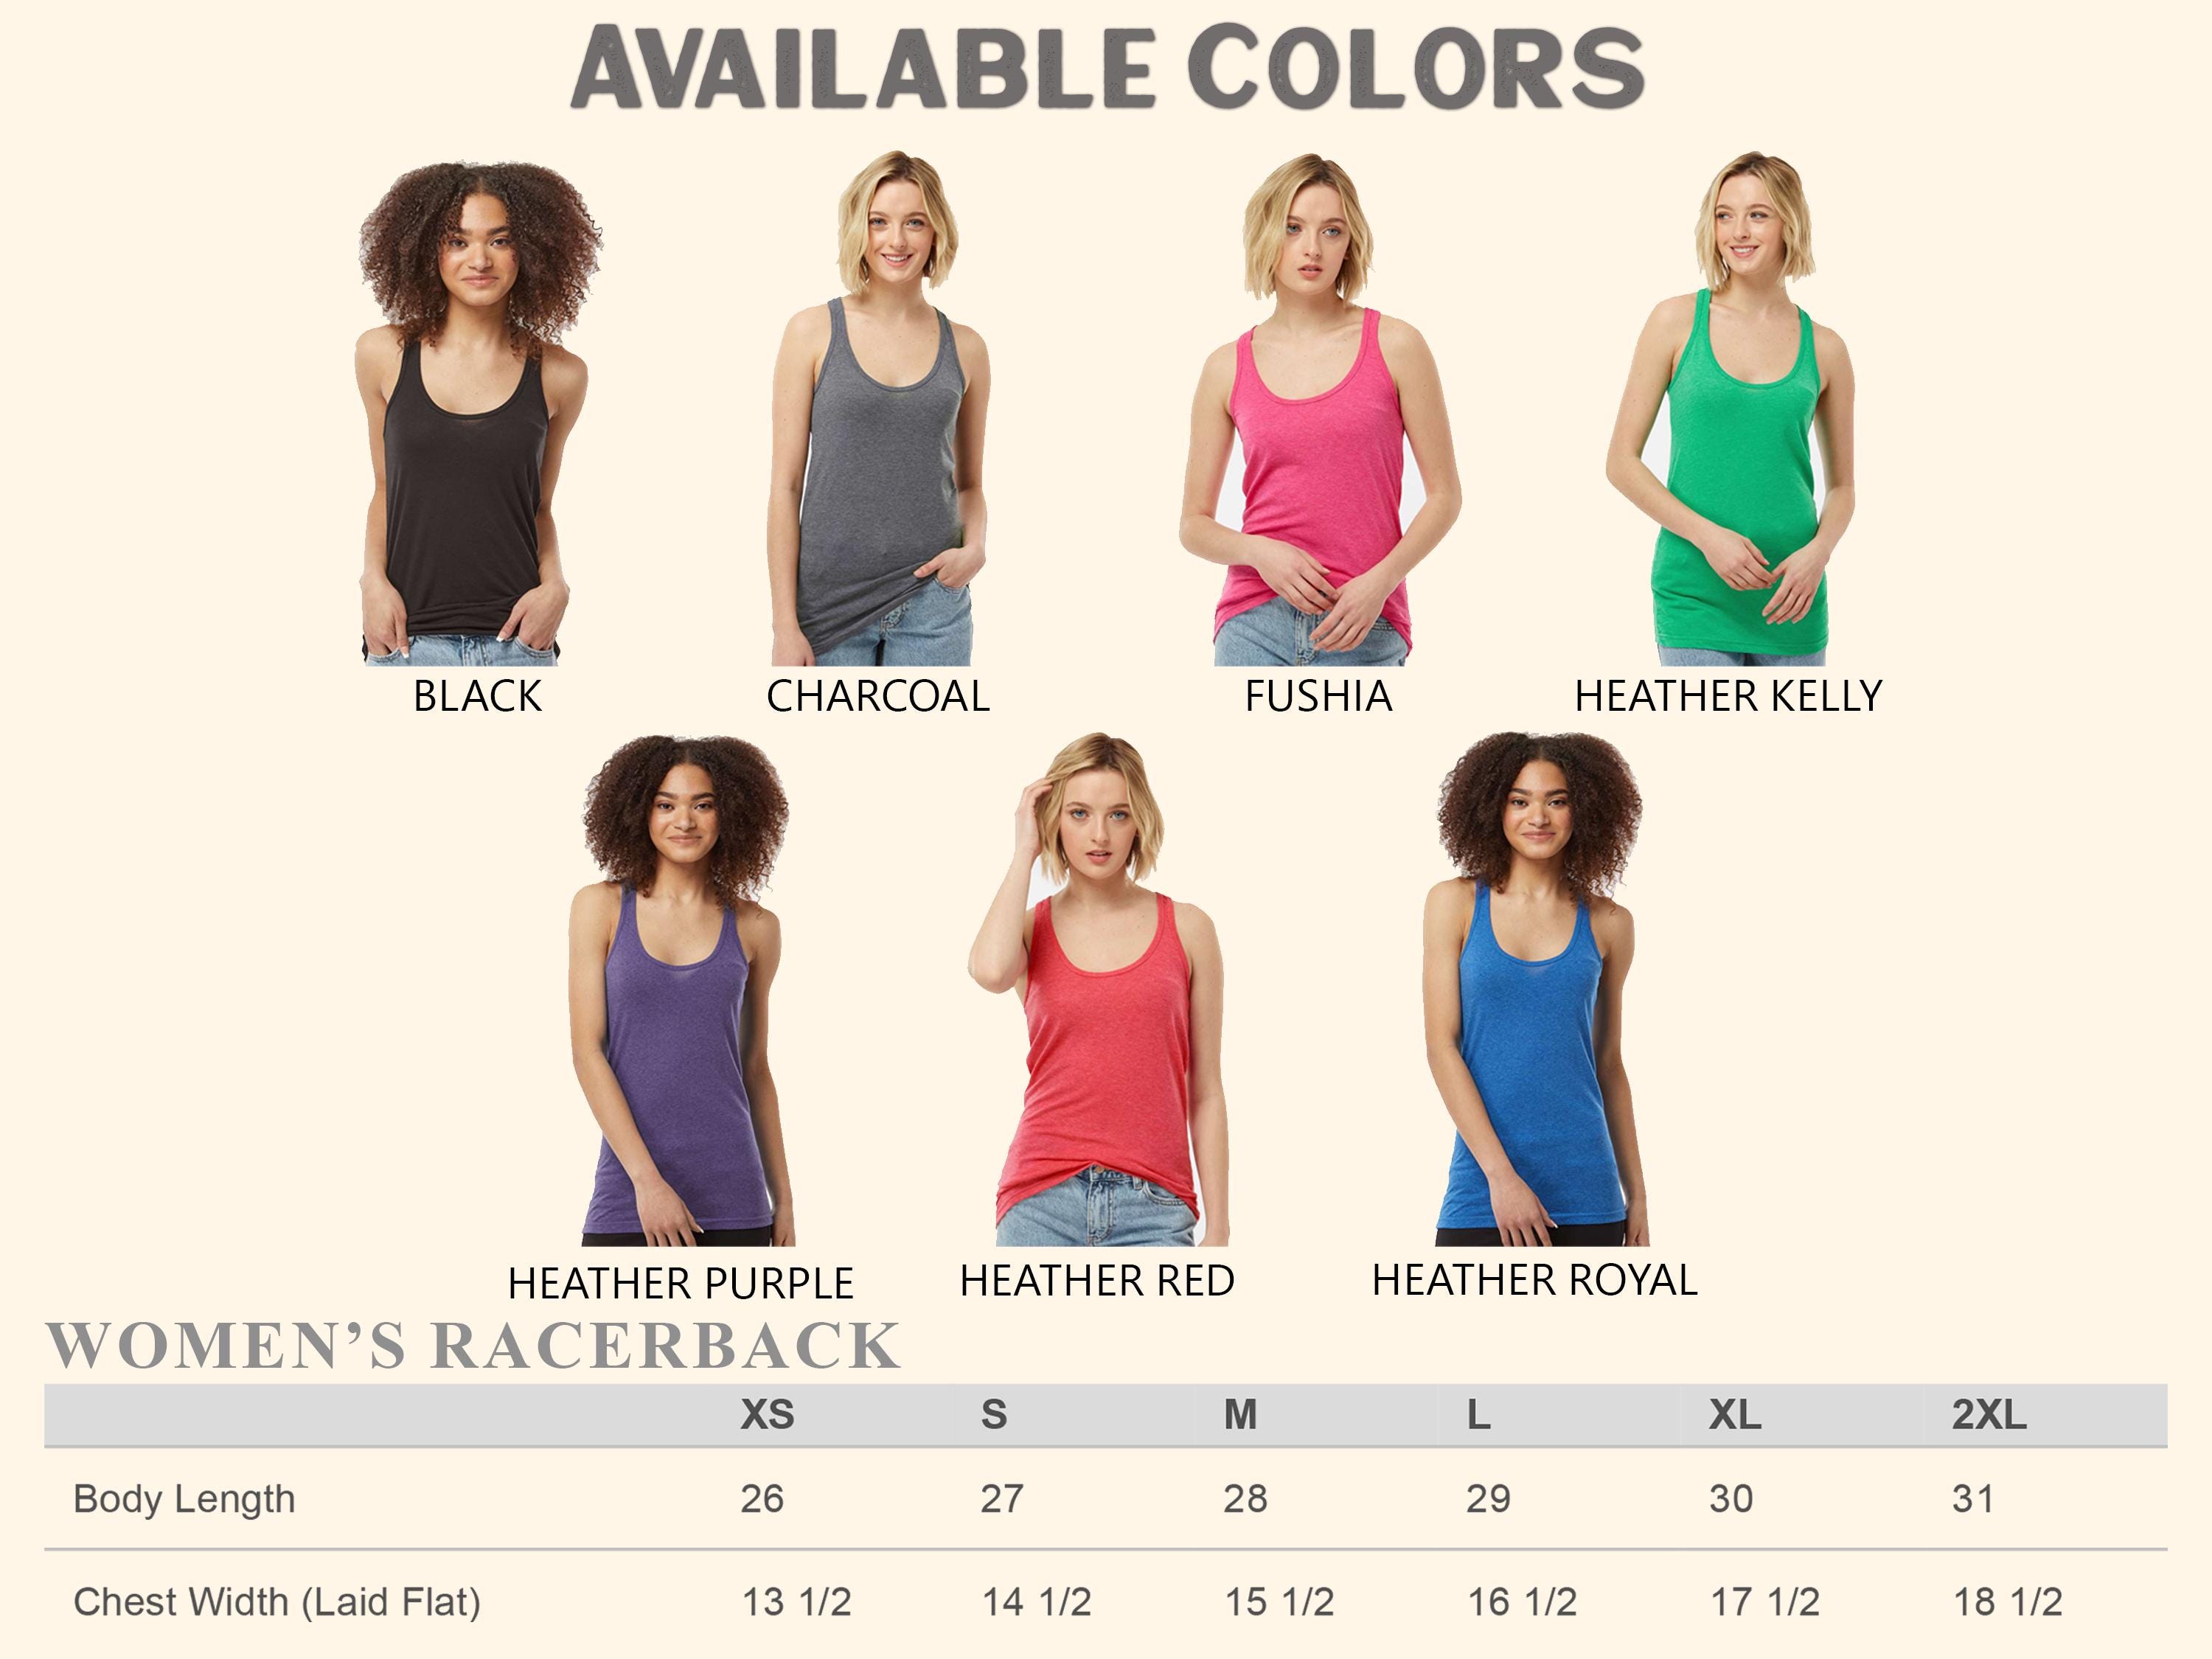 AVAILABLE COLORS
BLACK
CHARCOAL
FUSHIA
HEATHER KELLY
HEATHER PURPLE
HEATHER RED
HEATHER ROYAL
WOMEN'S RACERBACK
XS S M L XL 2XL
Body Length 26 27 28 29 30 31
Chest Width (Laid Flat) 13 1/2 14 1/2 15 1/2 16 1/2 17 1/2 18 1/2